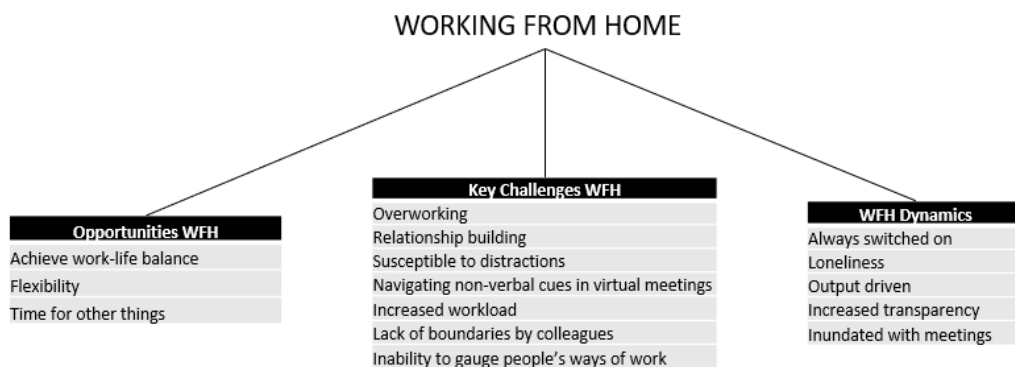 WORKING FROM HOME
Opportunities WFH
Achieve work-life balance
Flexibility
Time for other things
Key Challenges WFH
Overworking
Relationship building
Susceptible to distractions
Navigating non-verbal cues in virtual meetings
Increased workload
Lack of boundaries by colleagues
Inability to gauge people’s ways of work
WFH Dynamics
Always switched on
Loneliness
Output driven
Increased transparency
Inundated with meetings